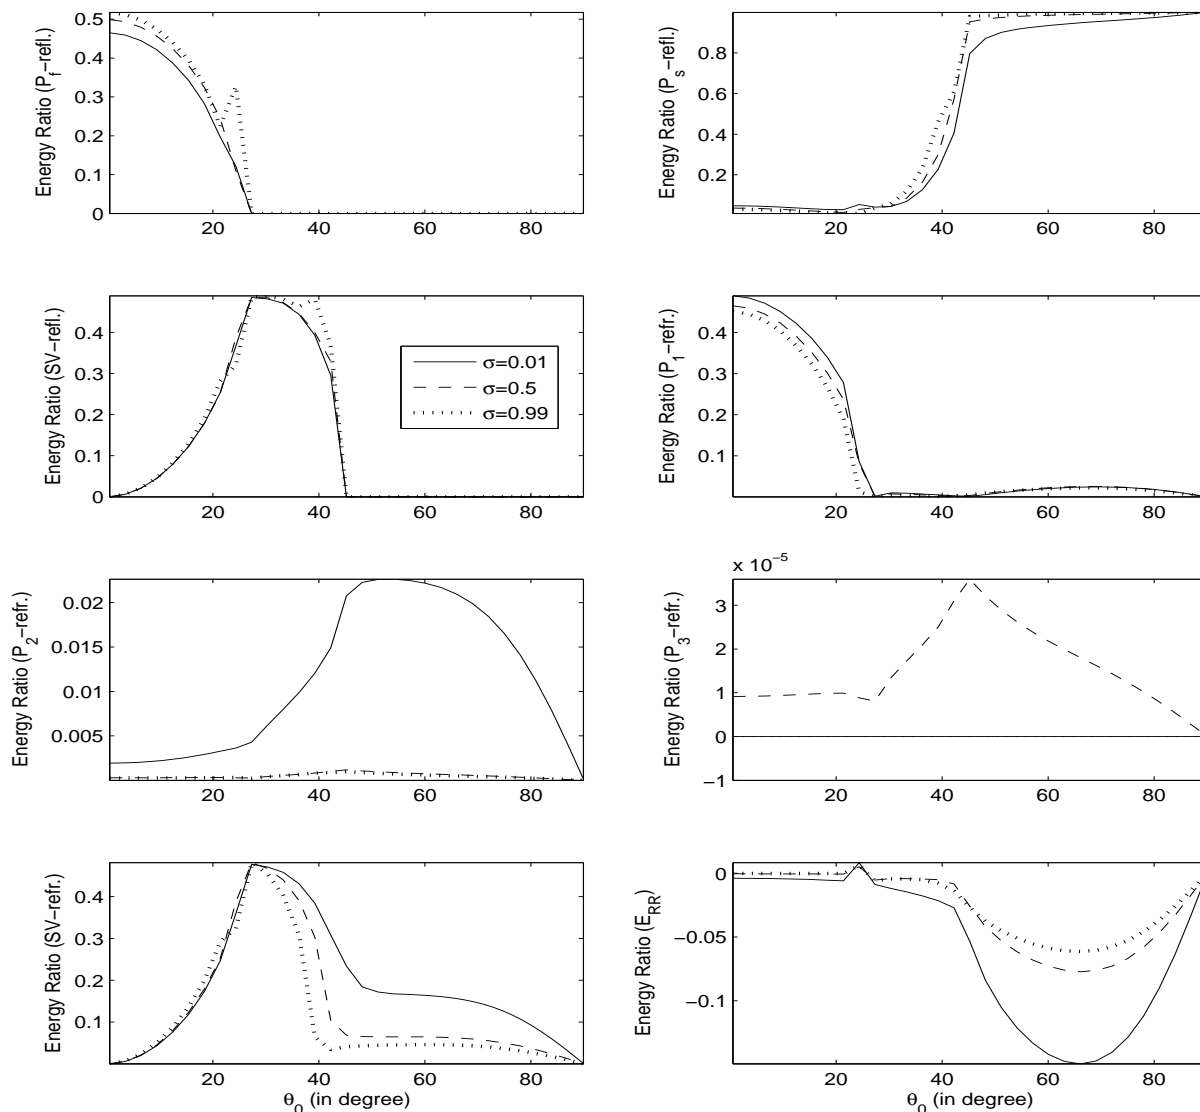 Energy Ratio (P_f−refl.)
0.5
0.4
0.3
0.2
0.1
0
20 40 60 80
Energy Ratio (P_s−refl.)
0.8
0.6
0.4
0.2
20 40 60 80
Energy Ratio (SV−refl.)
0.4
0.3
0.2
0.1
0
20 40 60 80
σ=0.01
σ=0.5
σ=0.99
Energy Ratio (P_1−refr.)
0.4
0.3
0.2
0.1
20 40 60 80
Energy Ratio (P_2−refr.)
0.02
0.015
0.01
0.005
20 40 60 80
x 10^−5
Energy Ratio (P_3−refr.)
3
2
1
0
−1
20 40 60 80
Energy Ratio (SV−refr.)
0.4
0.3
0.2
0.1
20 40 60 80
θ_0 (in degree)
Energy Ratio (E_RR)
0
−0.05
−0.1
20 40 60 80
θ_0 (in degree)